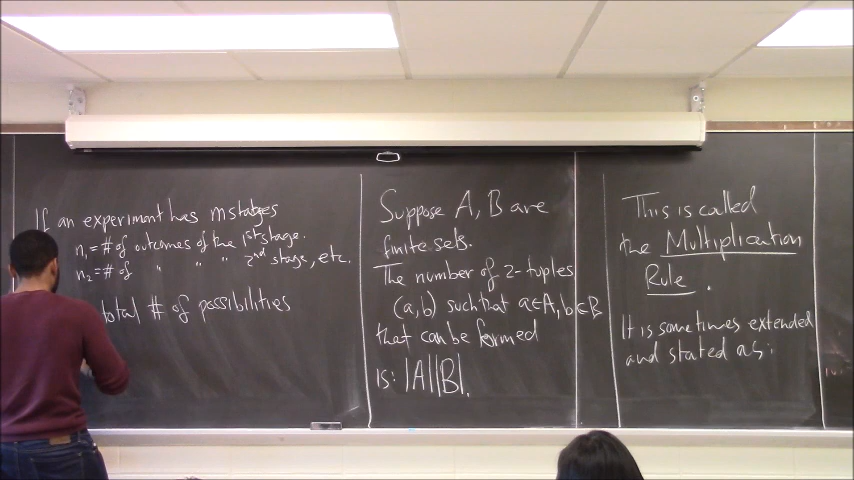 If an experiment has m stages
n₁ = # of outcomes of the 1st stage.
n₂ = # of " " " 2nd stage, etc.
total # of possibilities
Suppose A, B are
finite sets.
The number of 2-tuples
(a,b) such that a∈A, b∈B
that can be formed
is: |A||B|.
This is called
the Multiplication
Rule.
It is sometimes extended
and stated as: